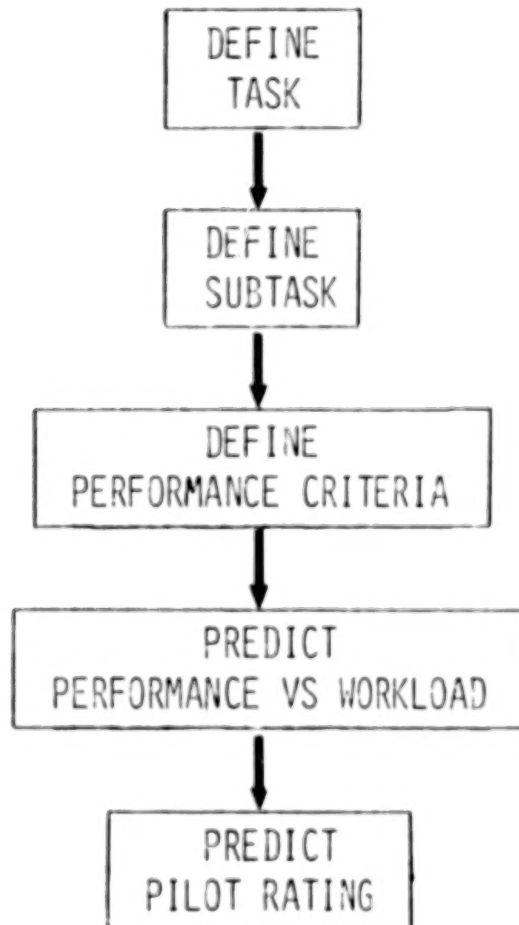 DEFINE
TASK
DEFINE
SUBTASK
DEFINE
PERFORMANCE CRITERIA
PREDICT
PERFORMANCE VS WORKLOAD
PREDICT
PILOT RATING